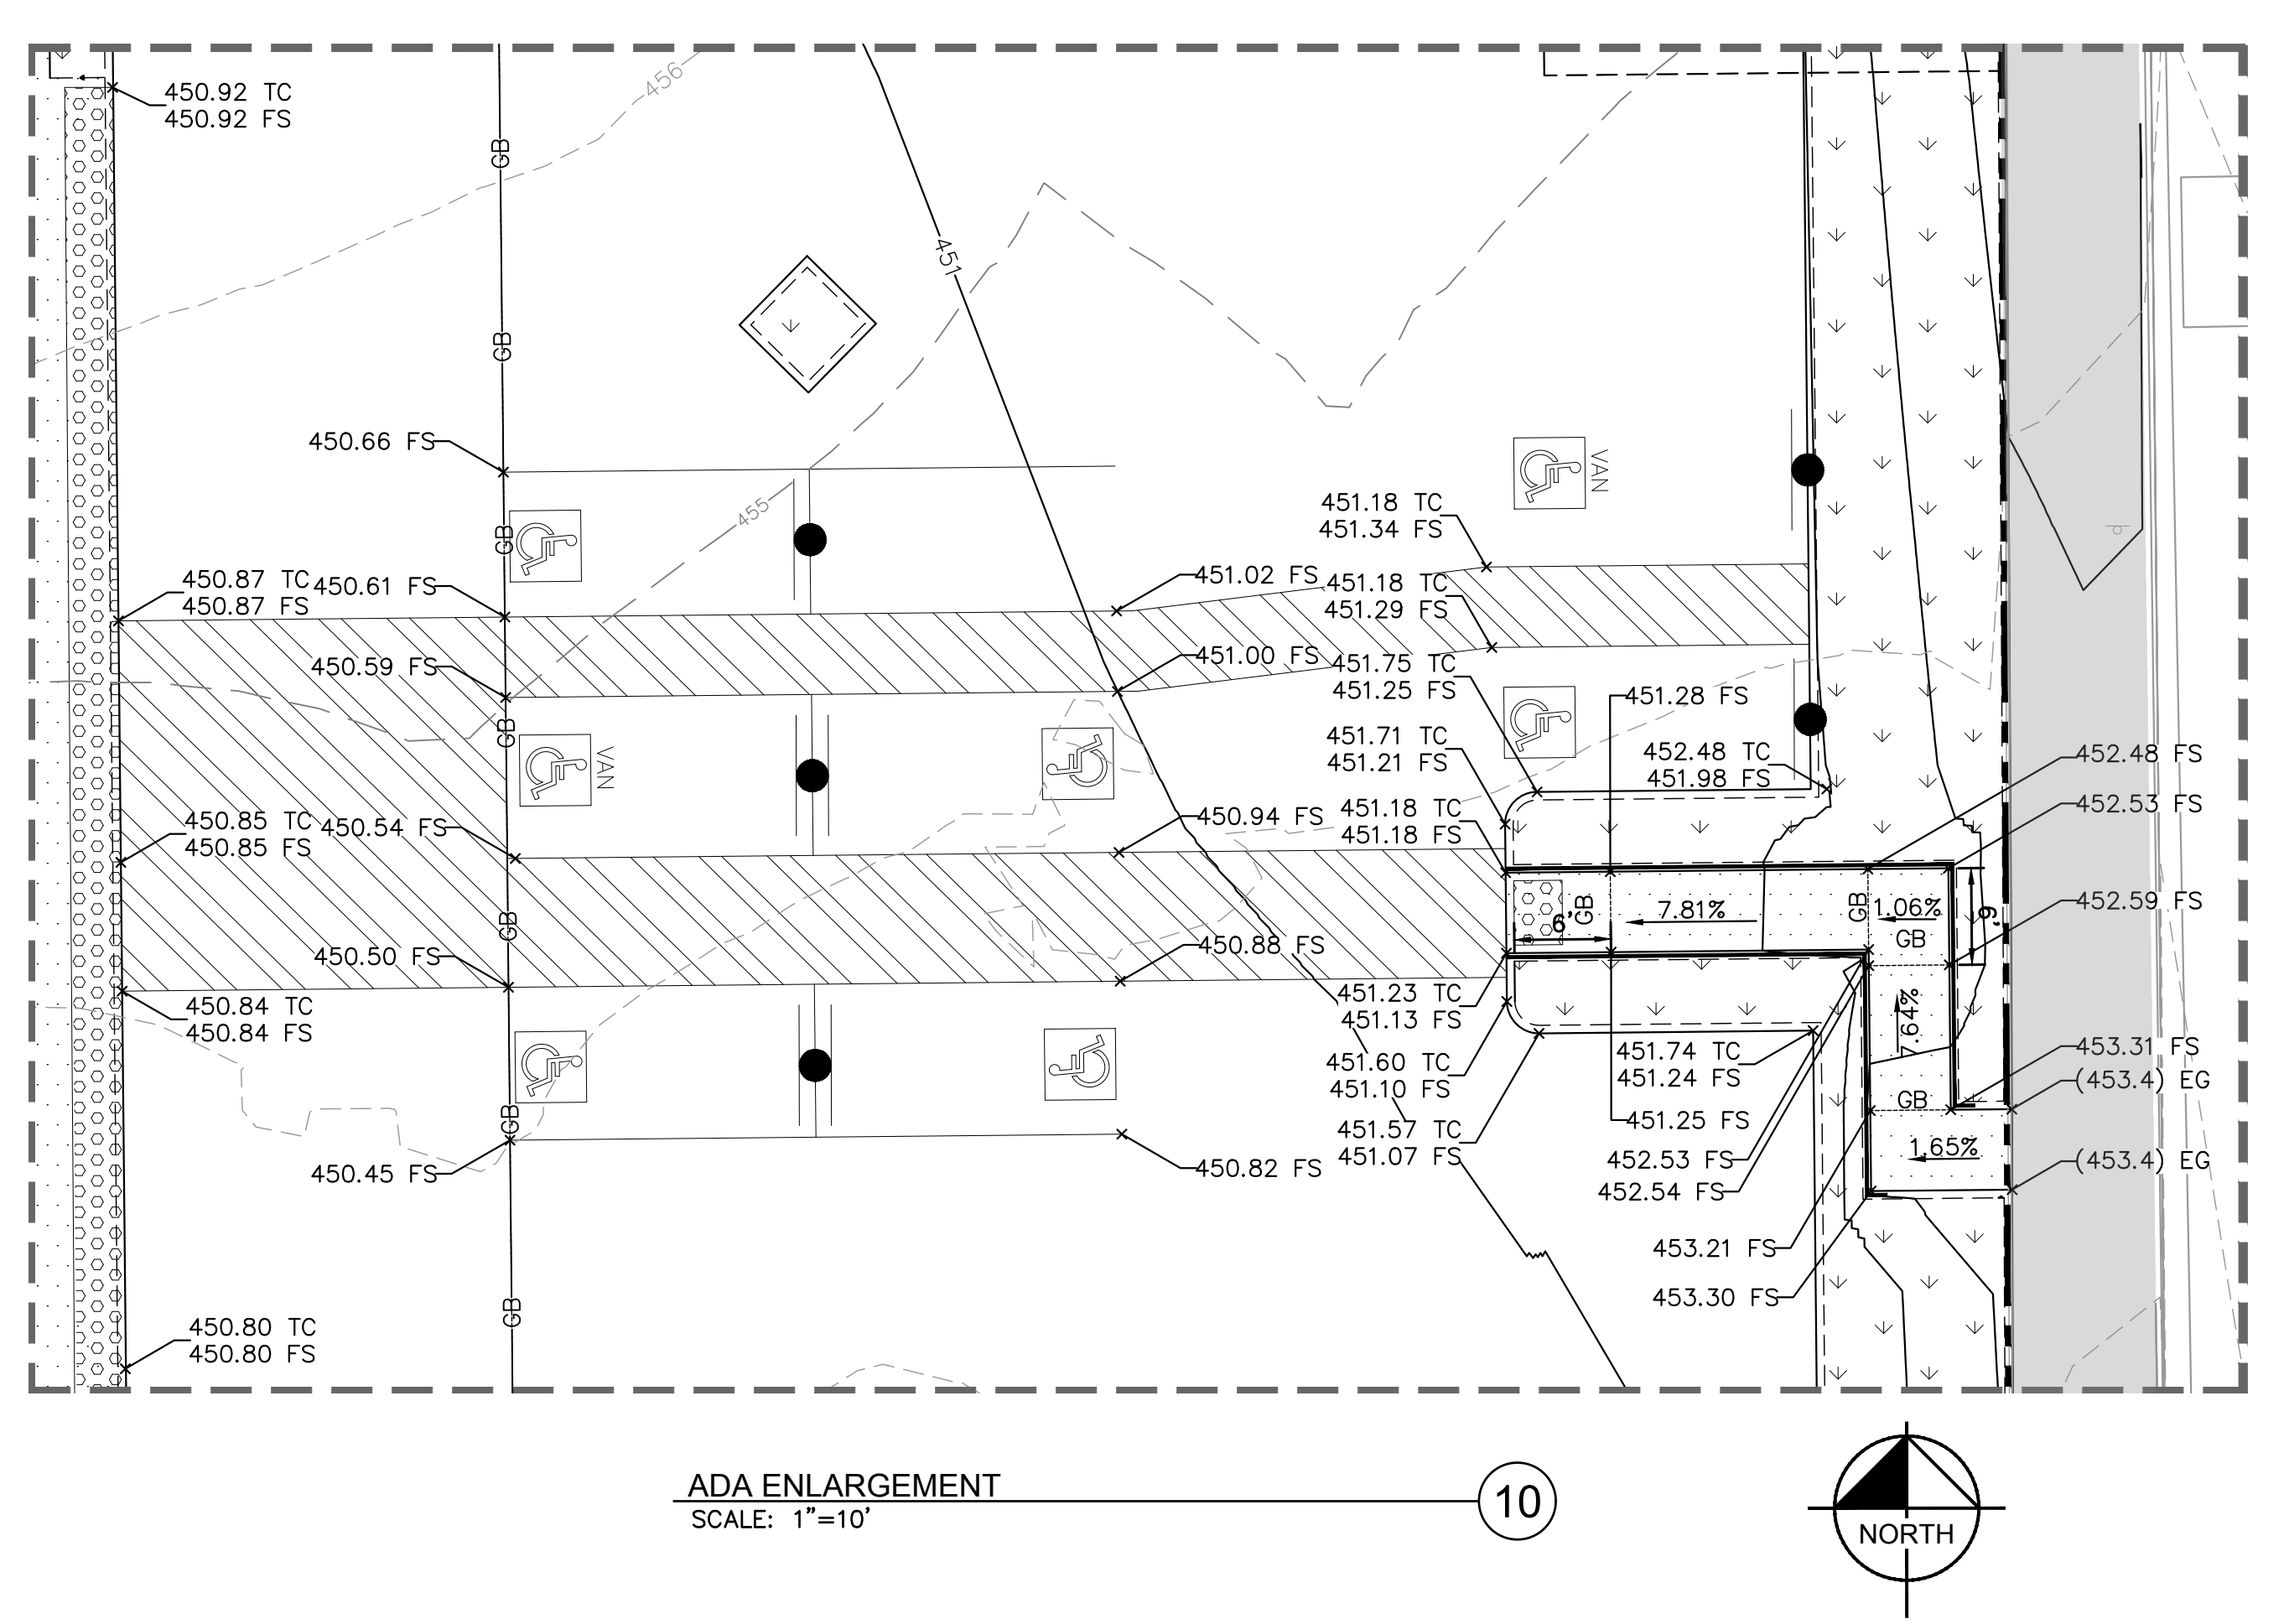 456
450.92 TC
450.92 FS
GB
451
GB
450.66 FS
VAN
451.18 TC
451.34 FS
455
GB
450.87 TC
450.87 FS
450.61 FS
451.02 FS
451.18 TC
451.29 FS
450.59 FS
451.00 FS
451.75 TC
451.25 FS
451.28 FS
GB
VAN
451.71 TC
451.21 FS
452.48 TC
451.98 FS
452.48 FS
450.85 TC
450.85 FS
450.54 FS
450.94 FS
451.18 TC
451.18 FS
452.53 FS
GB
6'
GB
7.81%
GB
1.06%
GB
6'
452.59 FS
450.50 FS
450.88 FS
450.84 TC
450.84 FS
451.23 TC
451.13 FS
7.64%
451.60 TC
451.10 FS
451.74 TC
451.24 FS
453.31 FS
(453.4) EG
GB
GB
451.57 TC
451.07 FS
451.25 FS
450.45 FS
450.82 FS
452.53 FS
452.54 FS
1.65%
(453.4) EG
453.21 FS
453.30 FS
GB
450.80 TC
450.80 FS
ADA ENLARGEMENT
SCALE: 1"=10'
10
NORTH